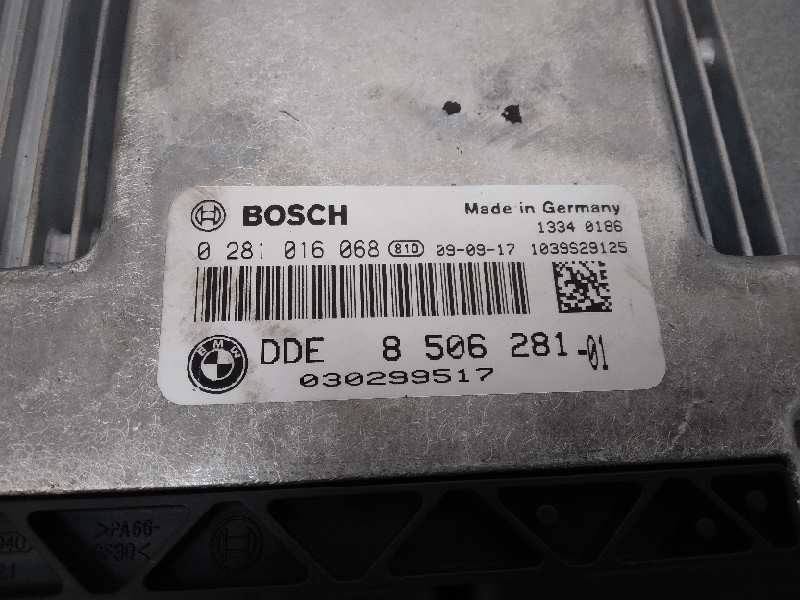 BOSCH
Made in Germany
1334 0186
0 281 016 068 810 09-09-17 1039S29125
BMW
DDE 8 506 281-01
030299517
>PA66-